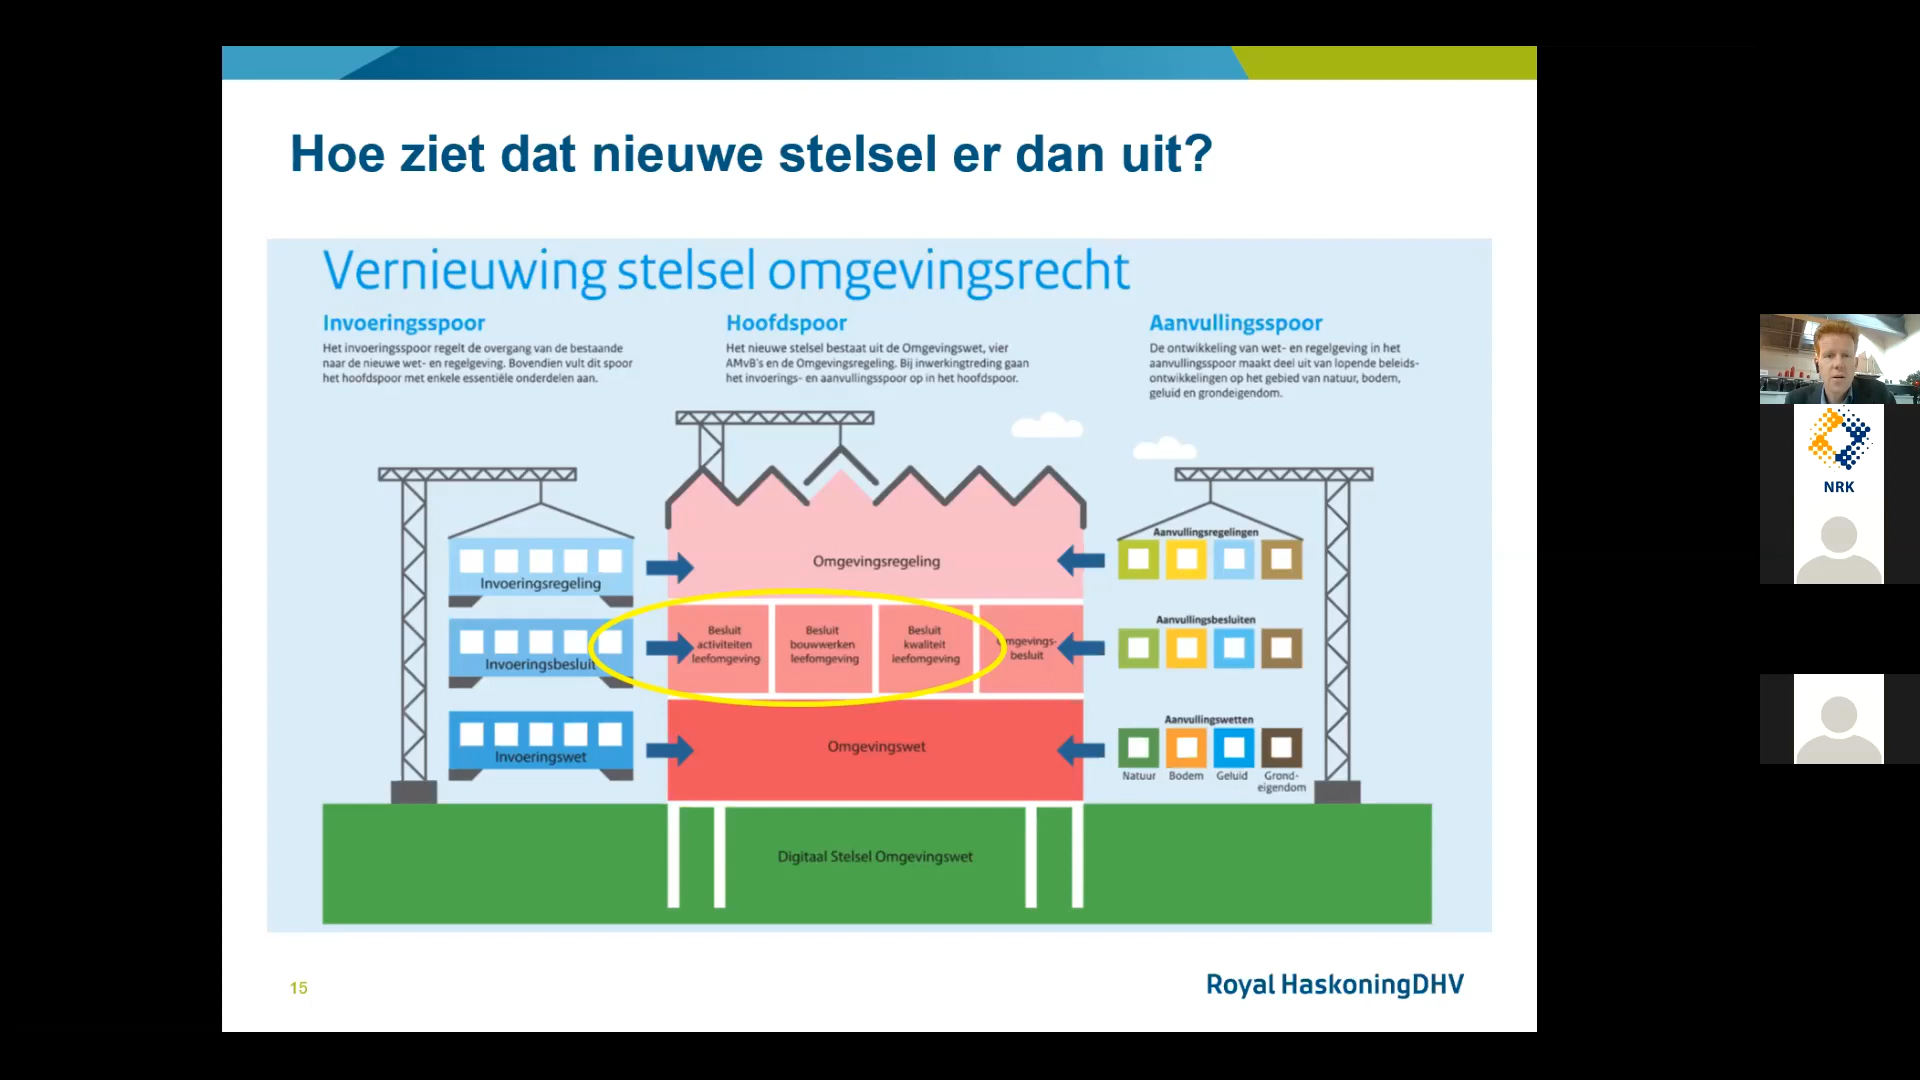 Hoe ziet dat nieuwe stelsel er dan uit?
Vernieuwing stelsel omgevingsrecht
Invoeringsspoor
Het invoeringsspoor regelt de overgang van de bestaande
naar de nieuwe wet- en regelgeving. Bovendien vult dit spoor
het hoofdspoor met enkele essentiële onderdelen aan.
Hoofdspoor
Het nieuwe stelsel bestaat uit de Omgevingswet, vier
AMvB's en de Omgevingsregeling. Bij inwerkingtreding gaan
het invoerings- en aanvullingsspoor op in het hoofdspoor.
Aanvullingsspoor
De ontwikkeling van wet- en regelgeving in het
aanvullingsspoor maakt deel uit van lopende beleids-
ontwikkelingen op het gebied van natuur, bodem,
geluid en grondeigendom.
Invoeringsregeling
Invoeringsbesluit
Invoeringswet
Omgevingsregeling
Besluit
activiteiten
leefomgeving
Besluit
bouwwerken
leefomgeving
Besluit
kwaliteit
leefomgeving
Omgevings-
besluit
Omgevingswet
Digitaal Stelsel Omgevingswet
Aanvullingsregelingen
Aanvullingsbesluiten
Aanvullingswetten
Natuur
Bodem
Geluid
Grond-
eigendom
15
Royal HaskoningDHV
NRK